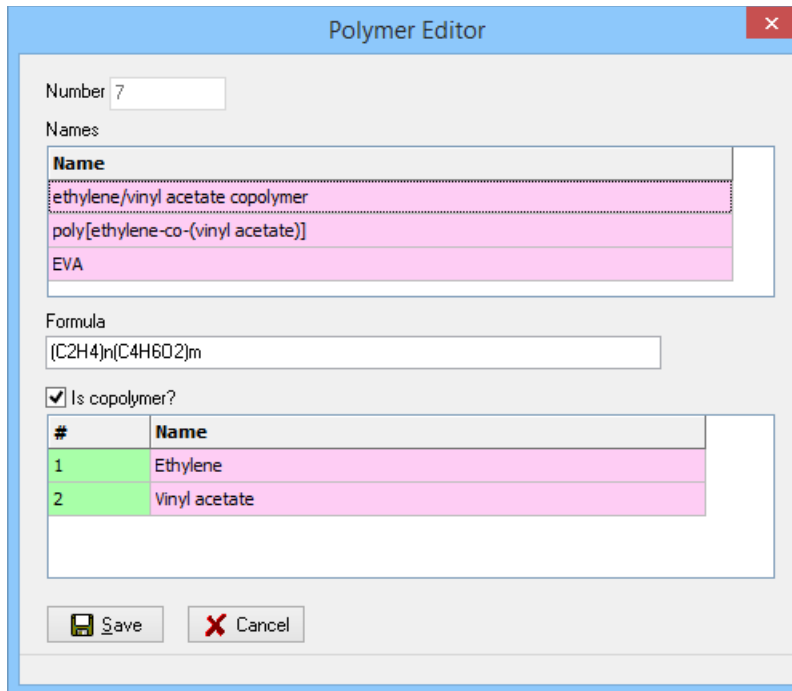 Polymer Editor
Number 7
Names
Name
ethylene/vinyl acetate copolymer
poly[ethylene-co-(vinyl acetate)]
EVA
Formula
(C2H4)n(C4H6O2)m
Is copolymer?
# Name
1 Ethylene
2 Vinyl acetate
Save Cancel